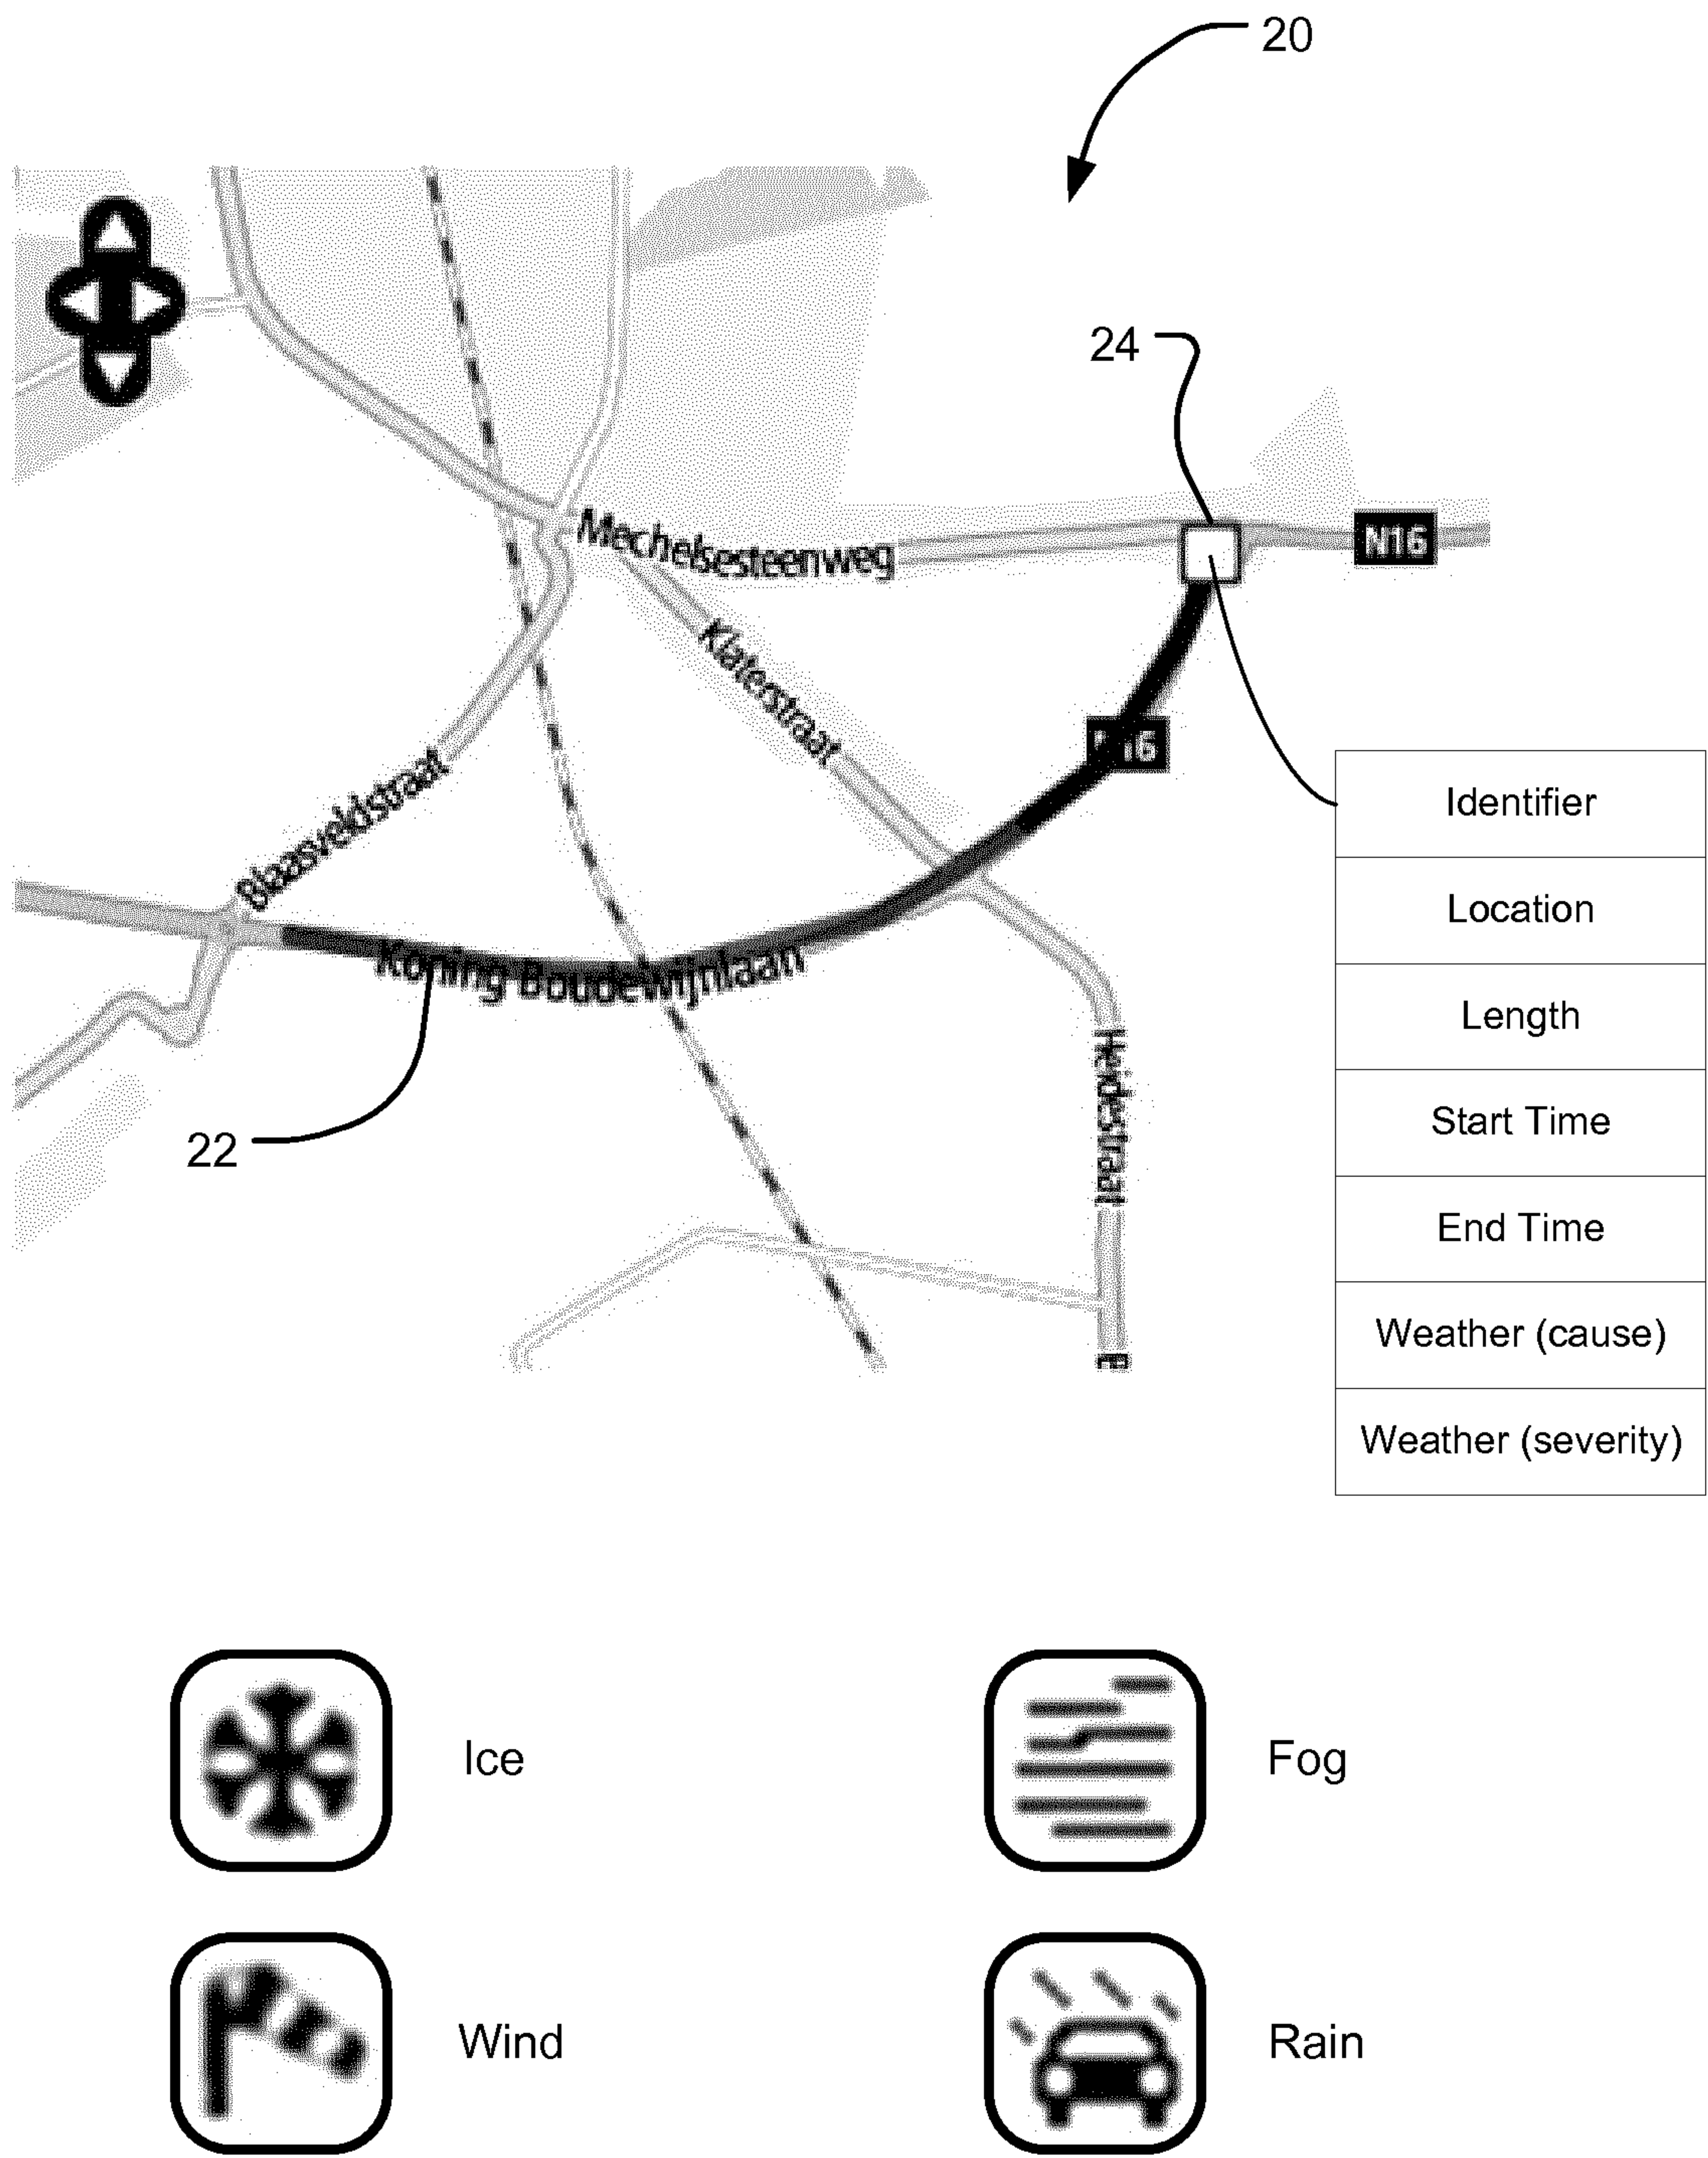 20
24
Mechelsesteenweg
N16
Klaterstraat
Blaasveldstraat
Identifier
Location
Koning Boudewijnlaan
Length
Heidestraat
Start Time
22
End Time
Weather (cause)
Weather (severity)
Ice
Fog
Wind
Rain